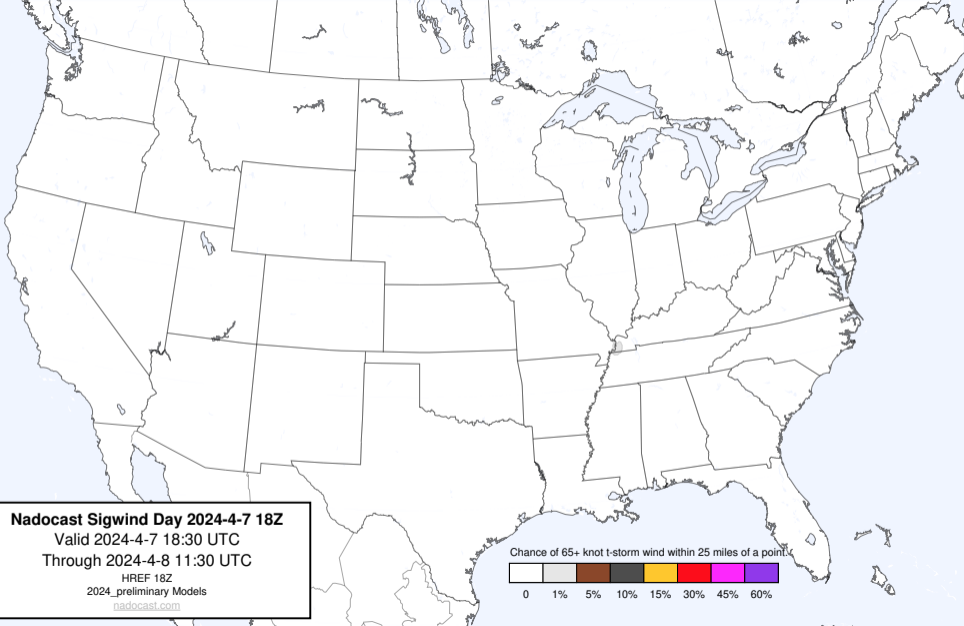 Nadocast Sigwind Day 2024-4-7 18Z
Valid 2024-4-7 18:30 UTC
Through 2024-4-8 11:30 UTC
HREF 18Z
2024_preliminary Models
nadocast.com
Chance of 65+ knot t-storm wind within 25 miles of a point.
0 1% 5% 10% 15% 30% 45% 60%